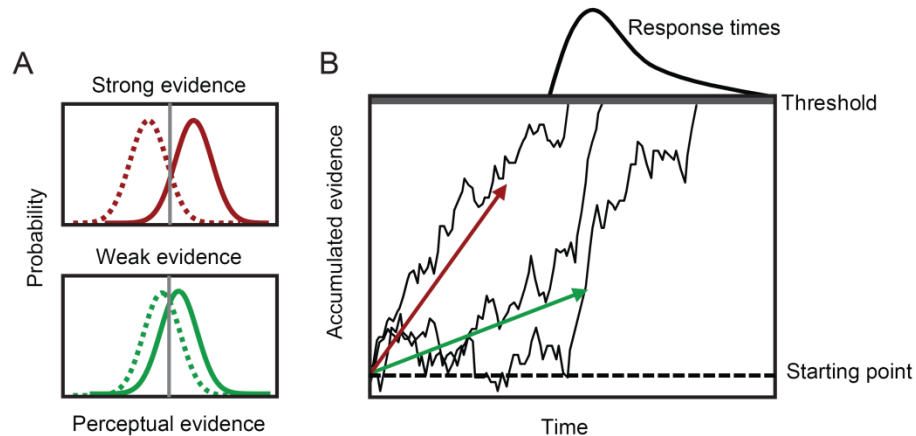 A
Strong evidence
Probability
Weak evidence
Perceptual evidence
B
Response times
Threshold
Accumulated evidence
Starting point
Time